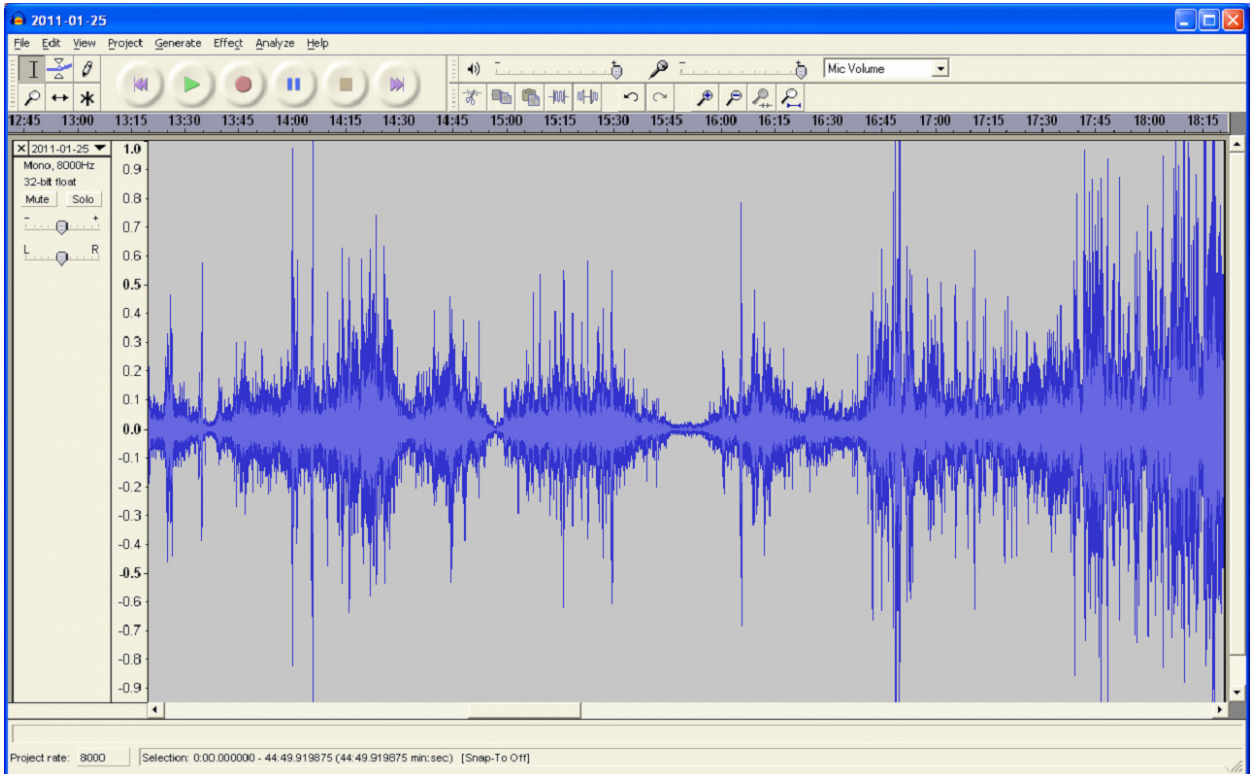 2011-01-25
File Edit View Project Generate Effect Analyze Help
Mic Volume
12:45 13:00 13:15 13:30 13:45 14:00 14:15 14:30 14:45 15:00 15:15 15:30 15:45 16:00 16:15 16:30 16:45 17:00 17:15 17:30 17:45 18:00 18:15
2011-01-25
Mono, 8000Hz
32-bit float
Mute Solo
- +
L R
1.0
0.9
0.8
0.7
0.6
0.5
0.4
0.3
0.2
0.1
0.0
-0.1
-0.2
-0.3
-0.4
-0.5
-0.6
-0.7
-0.8
-0.9
Project rate: 8000 Selection: 0:00.000000 - 44:49.919875 (44:49.919875 min:sec) [Snap-To Off]